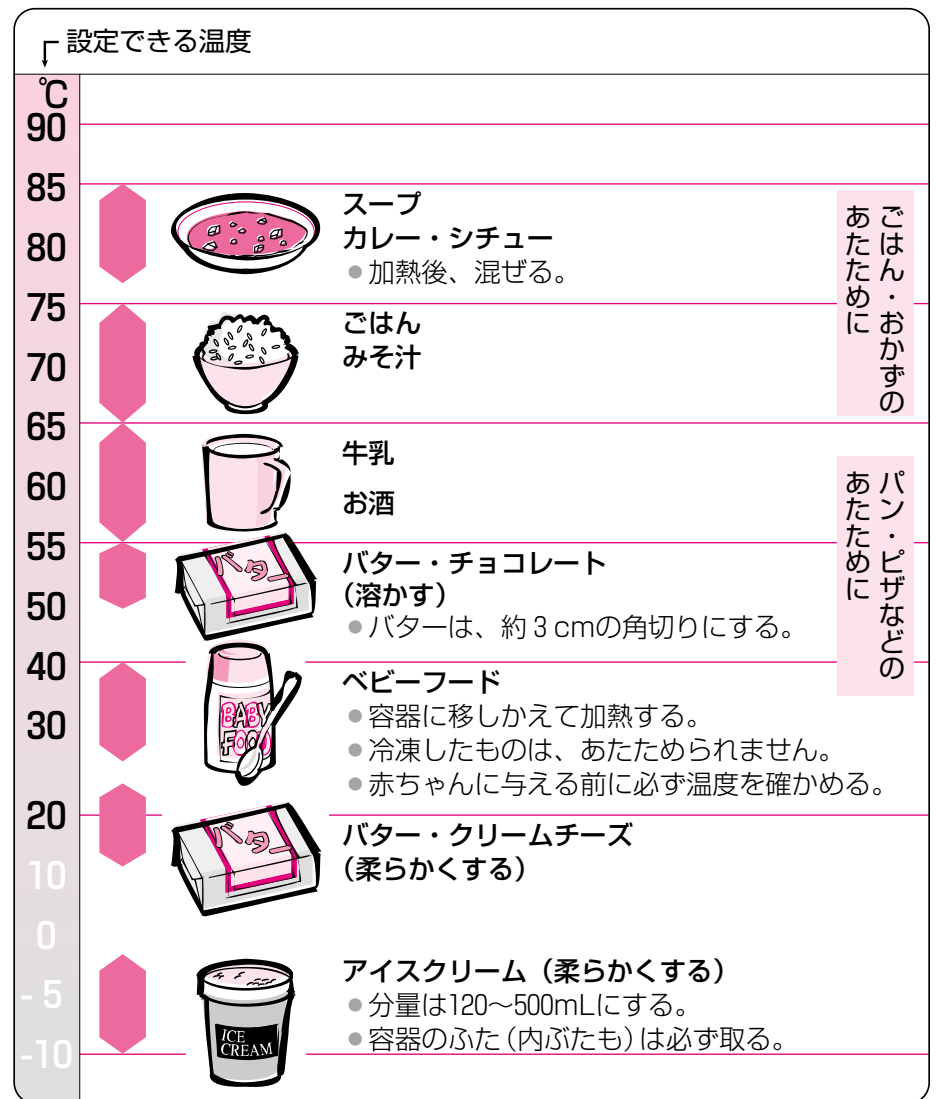 設定できる温度
℃
90
85
80
75
70
65
60
55
50
40
30
20
10
0
-5
-10
スープ
カレー・シチュー
●加熱後、混ぜる。
ごはん
みそ汁
牛乳
お酒
バター
バター・チョコレート
(溶かす)
●バターは、約3cmの角切りにする。
BABY
FOOD
ベビーフード
●容器に移しかえて加熱する。
●冷凍したものは、あたためられません。
●赤ちゃんに与える前に必ず温度を確かめる。
バター
バター・クリームチーズ
(柔らかくする)
ICE
CREAM
アイスクリーム(柔らかくする)
●分量は120〜500mLにする。
●容器のふた(内ぶたも)は必ず取る。
ごはん・おかずの
あたために
パン・ピザなどの
あたために